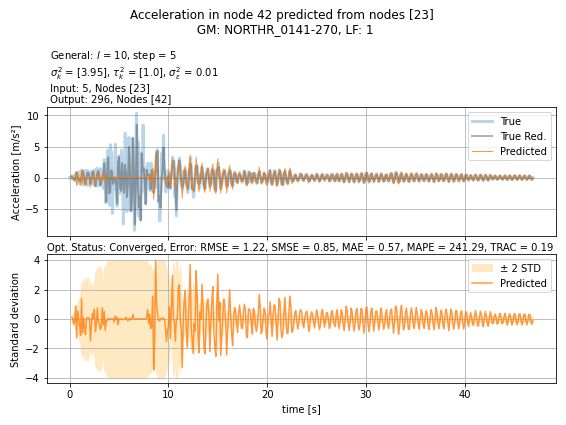 Acceleration in node 42 predicted from nodes [23]
GM: NORTHR_0141-270, LF: 1
General: l = 10, step = 5
σ²ₖ = [3.95], τ²ₖ = [1.0], σ²ε = 0.01
Input: 5, Nodes [23]
Output: 296, Nodes [42]
Acceleration [m/s²]
10
5
0
−5
True
True Red.
Predicted
Opt. Status: Converged, Error: RMSE = 1.22, SMSE = 0.85, MAE = 0.57, MAPE = 241.29, TRAC = 0.19
Standard deviation
4
2
0
−2
−4
± 2 STD
Predicted
0 10 20 30 40
time [s]